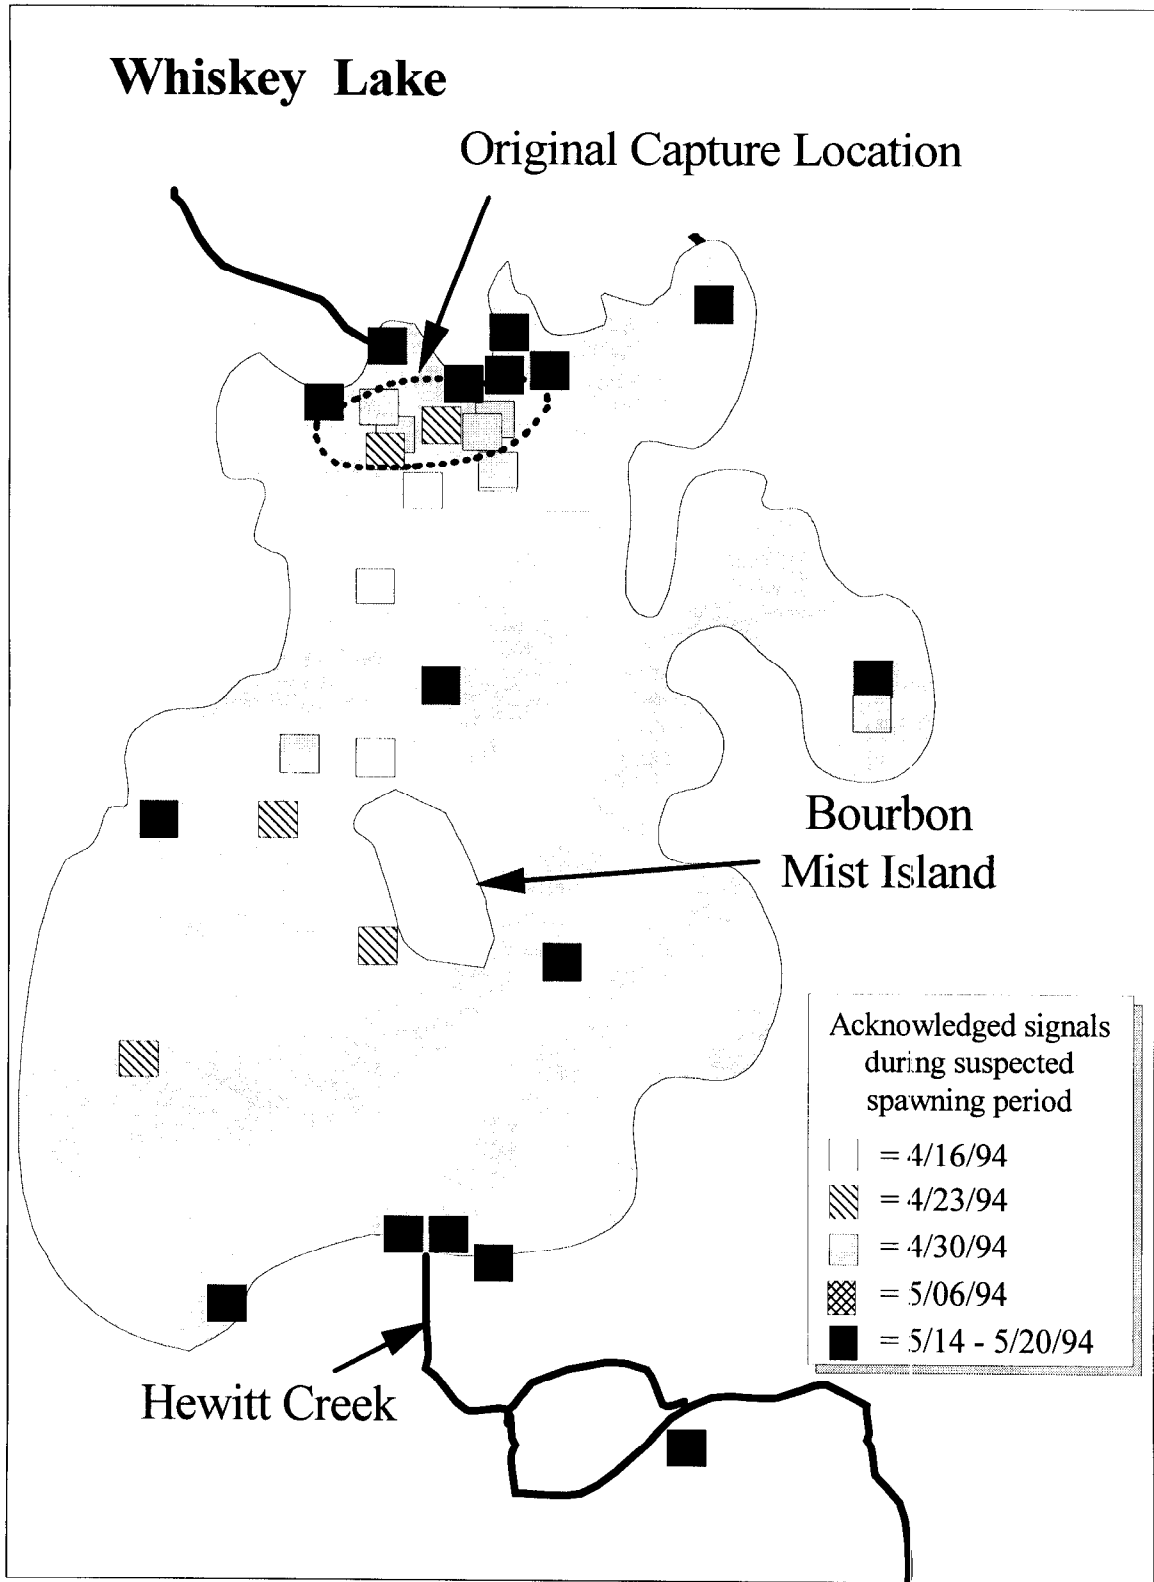 Whiskey Lake
Original Capture Location
Bourbon
Mist Island
Acknowledged signals
during suspected
spawning period
= 4/16/94
= 4/23/94
= 4/30/94
= 5/06/94
= 5/14 - 5/20/94
Hewitt Creek